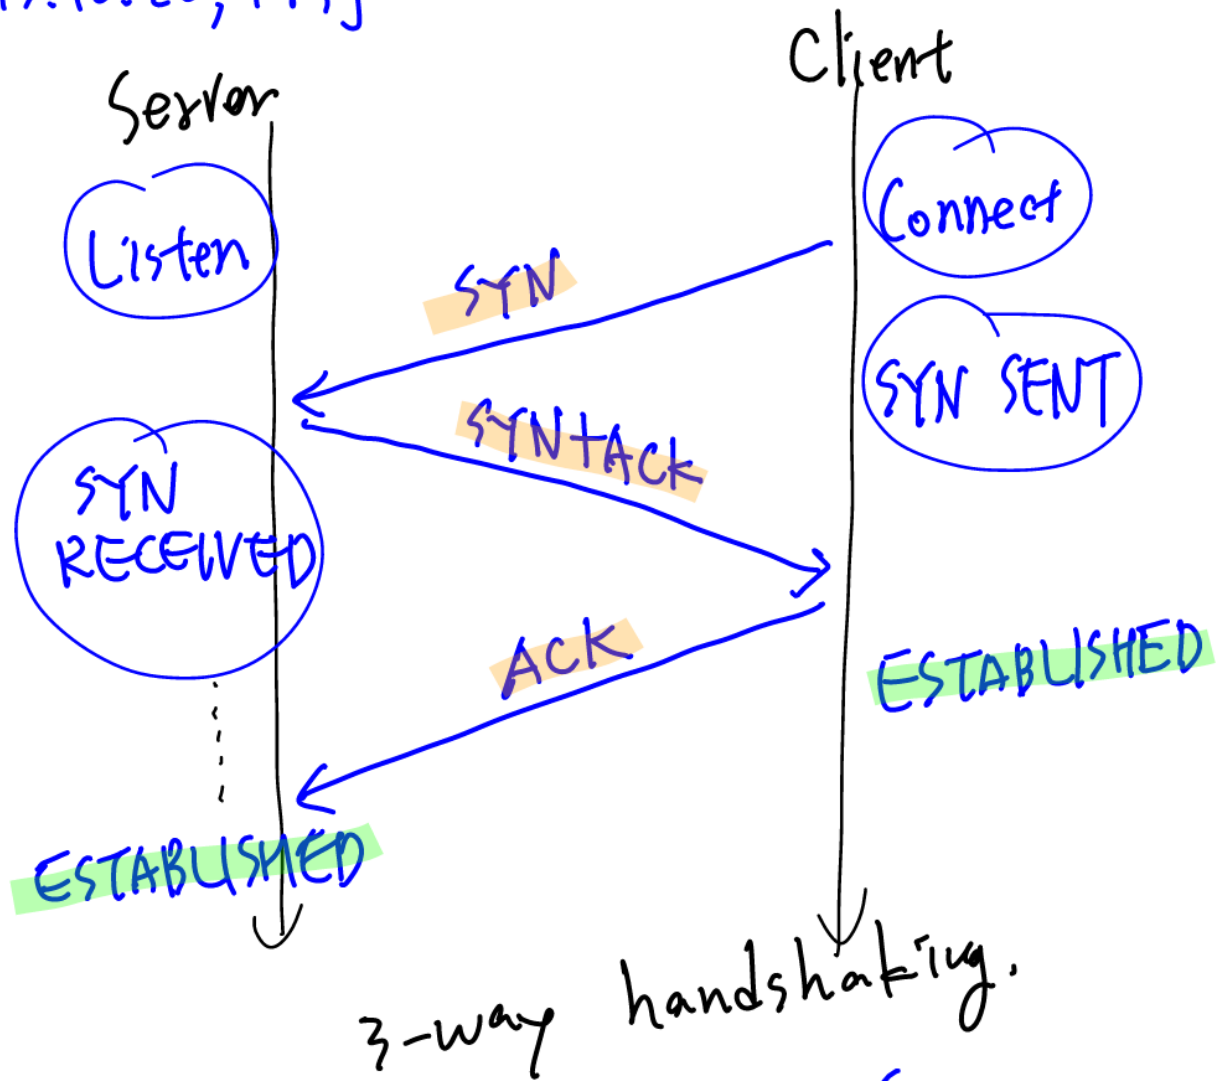 Client
Server
Connect
Listen
SYN
SYN SENT
SYN+ACK
SYN
RECEIVED
ACK
ESTABLISHED
ESTABLISHED
3-way handshaking.